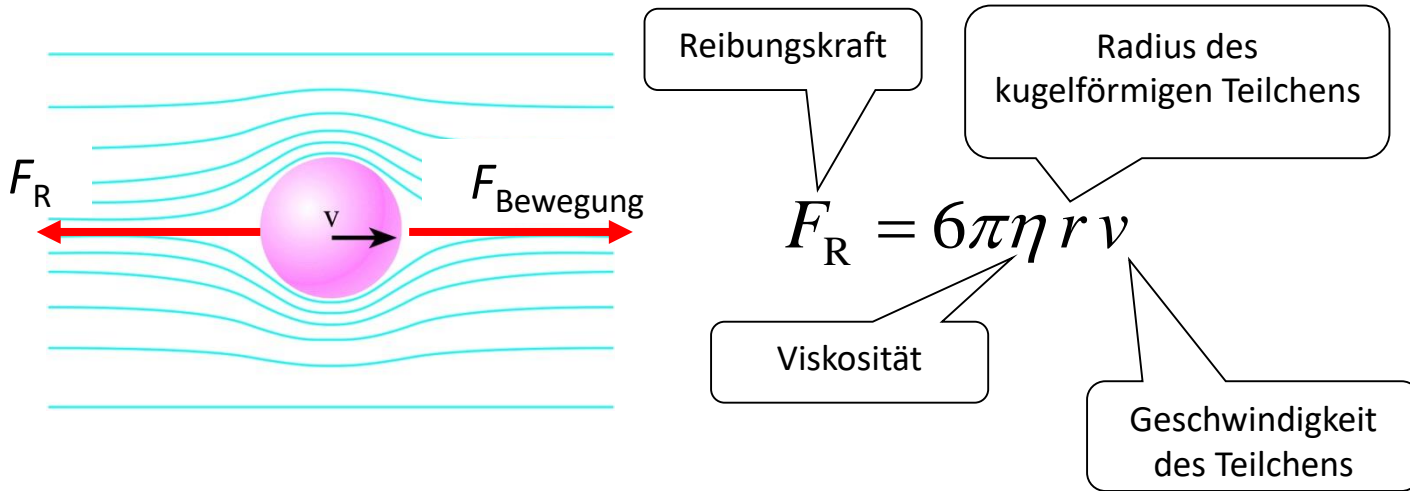 Reibungskraft
Radius des
kugelförmigen Teilchens
F_R
v
F_Bewegung
F_R = 6πη r v
Viskosität
Geschwindigkeit
des Teilchens